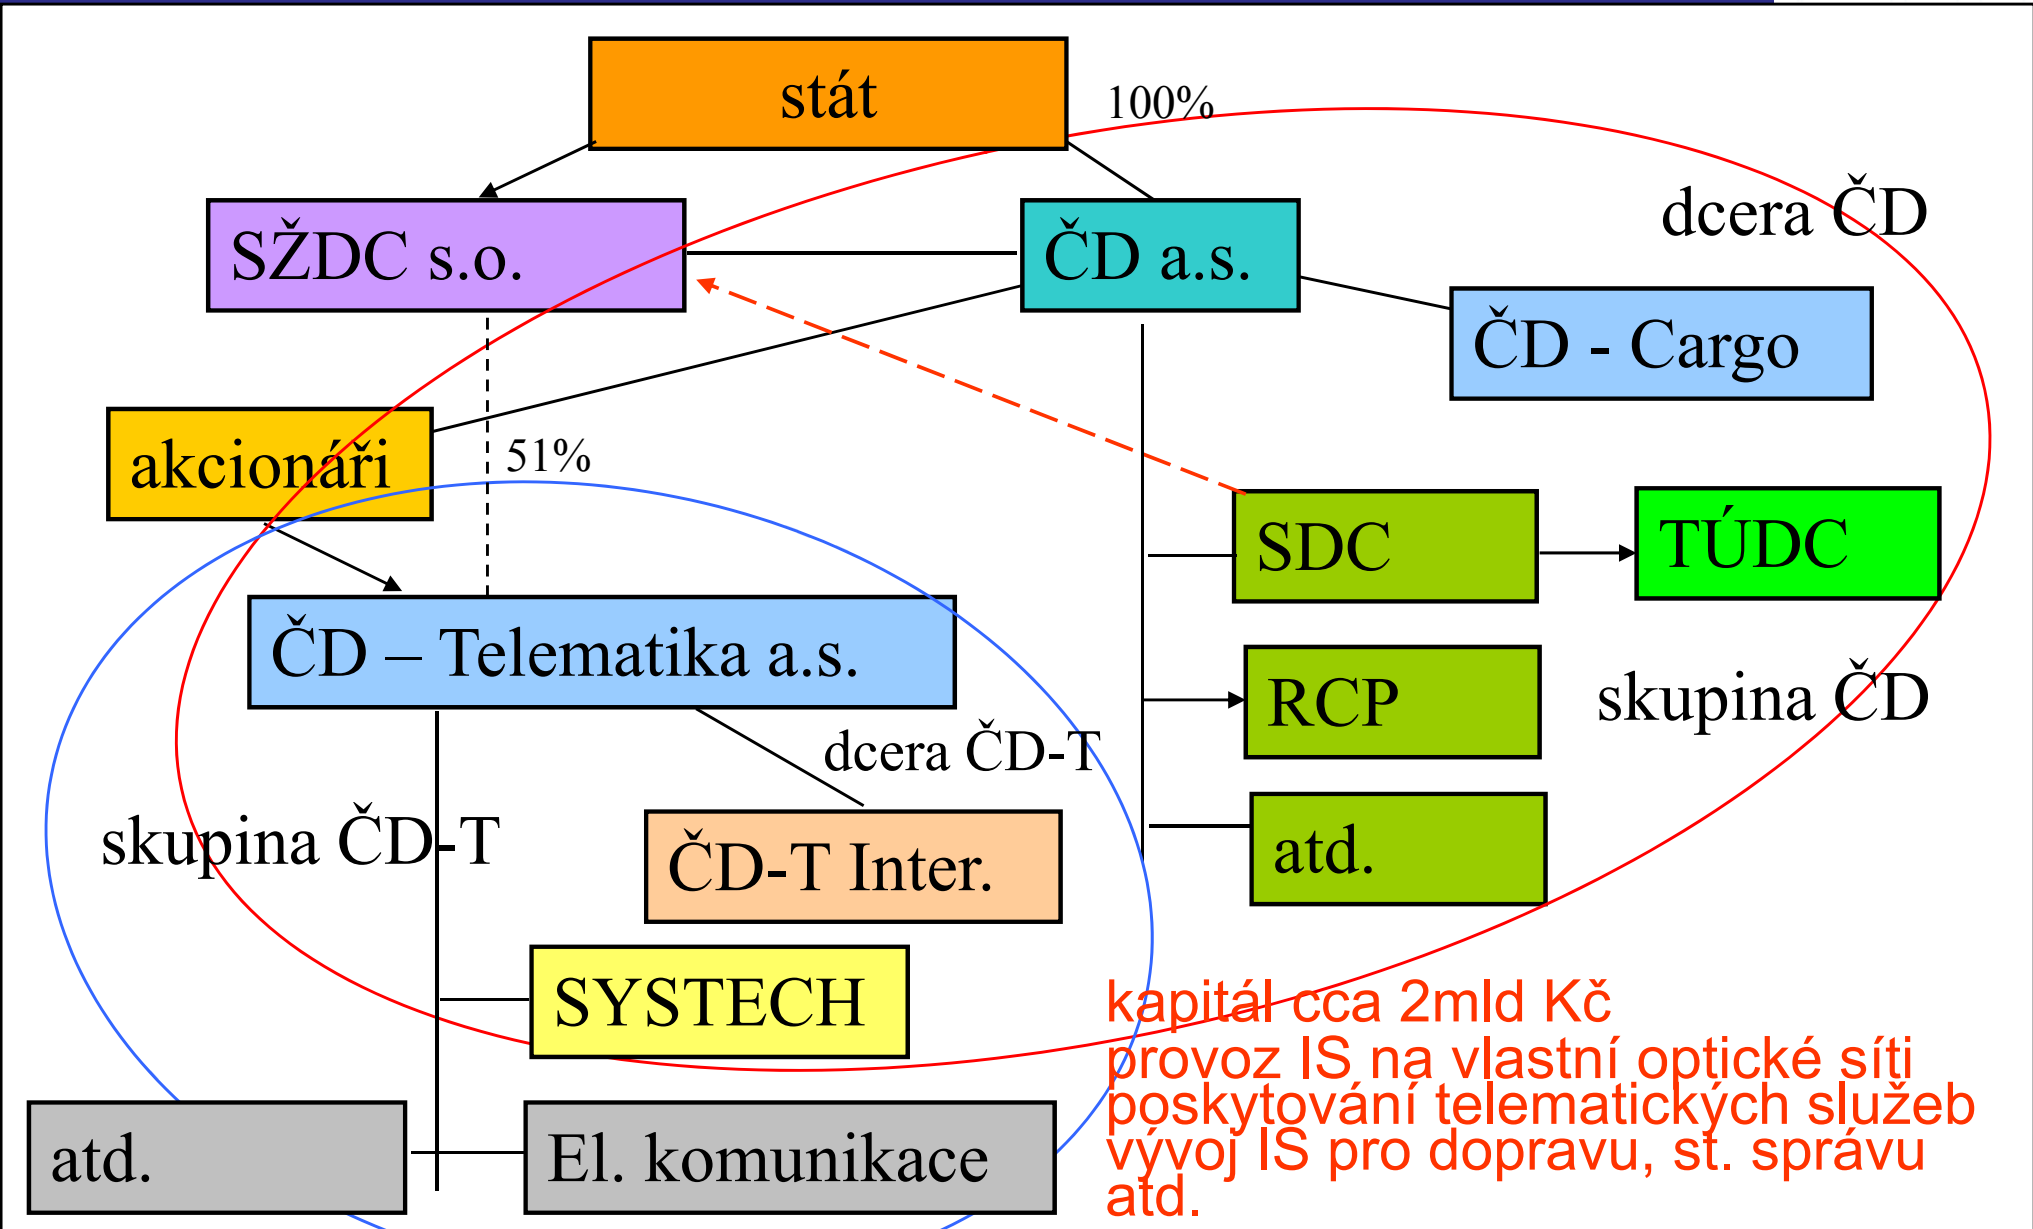 stát
100%
dcera ČD
SŽDC s.o.
ČD a.s.
ČD - Cargo
akcionáři
51%
SDC
TÚDC
ČD – Telematika a.s.
RCP
skupina ČD
dcera ČD-T
skupina ČD-T
ČD-T Inter.
atd.
SYSTECH
kapitál cca 2mld Kč
provoz IS na vlastní optické síti
poskytování telematických služeb
vývoj IS pro dopravu, st. správu
atd.
atd.
El. komunikace